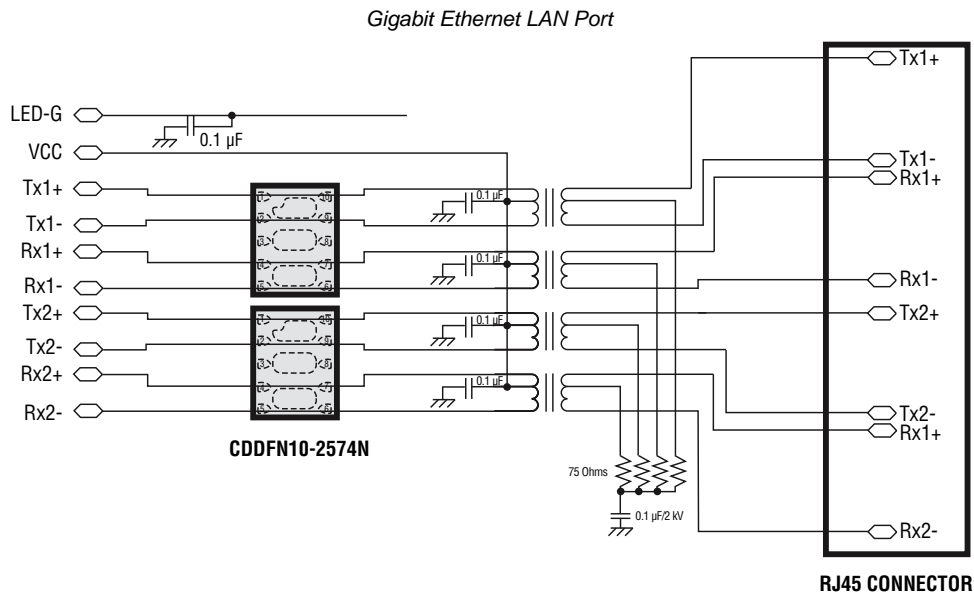 Gigabit Ethernet LAN Port
LED-G
0.1 µF
VCC
Tx1+
Tx1-
Rx1+
Rx1-
Tx2+
Tx2-
Rx2+
Rx2-
CDDFN10-2574N
0.1 µF
0.1 µF
0.1 µF
0.1 µF
75 Ohms
0.1 µF/2 kV
Tx1+
Tx1-
Rx1+
Rx1-
Tx2+
Tx2-
Rx1+
Rx2-
RJ45 CONNECTOR